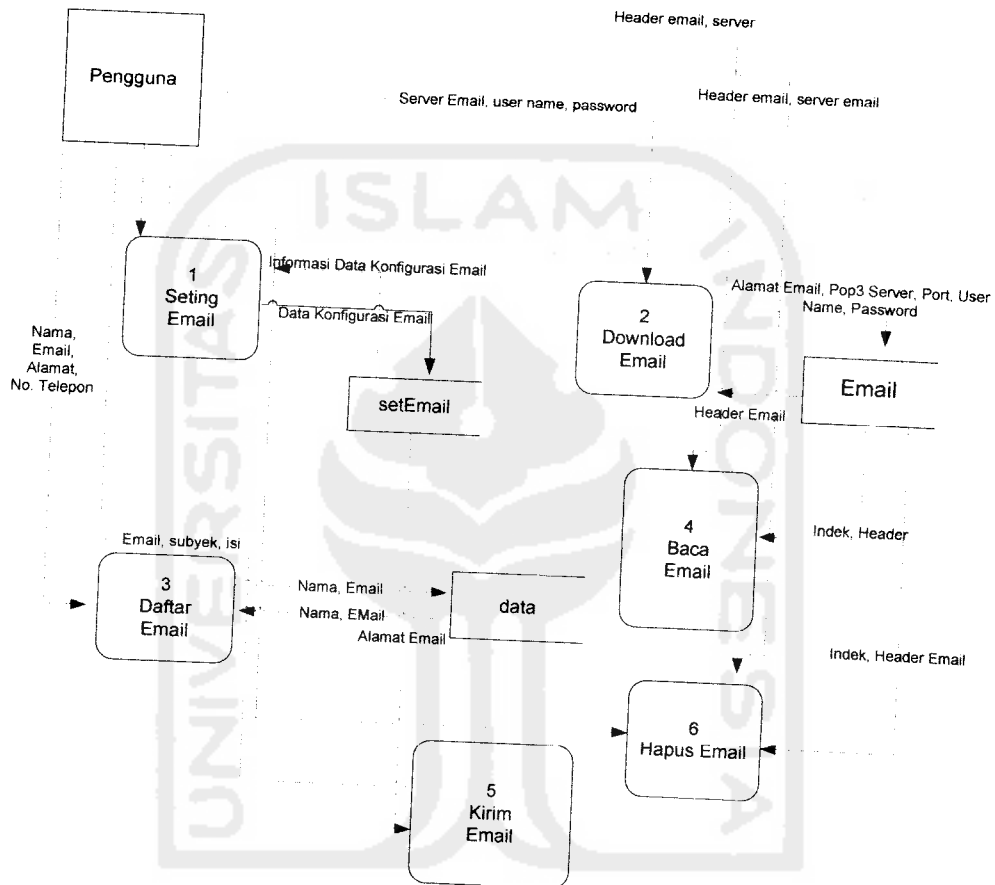 Header email, server
Pengguna
Server Email, user name, password
Header email, server email
ISLAM
UNIVERSITAS
INDONESIA
1
Seting
Email
Informasi Data Konfigurasi Email
Data Konfigurasi Email
2
Download
Email
Alamat Email, Pop3 Server, Port, User
Name, Password
Nama,
Email,
Alamat,
No. Telepon
setEmail
Header Email
Email
4
Baca
Email
Indek, Header
Email, subyek, isi
3
Daftar
Email
Nama, Email
Nama, EMail
Alamat Email
data
Indek, Header Email
6
Hapus Email
5
Kirim
Email